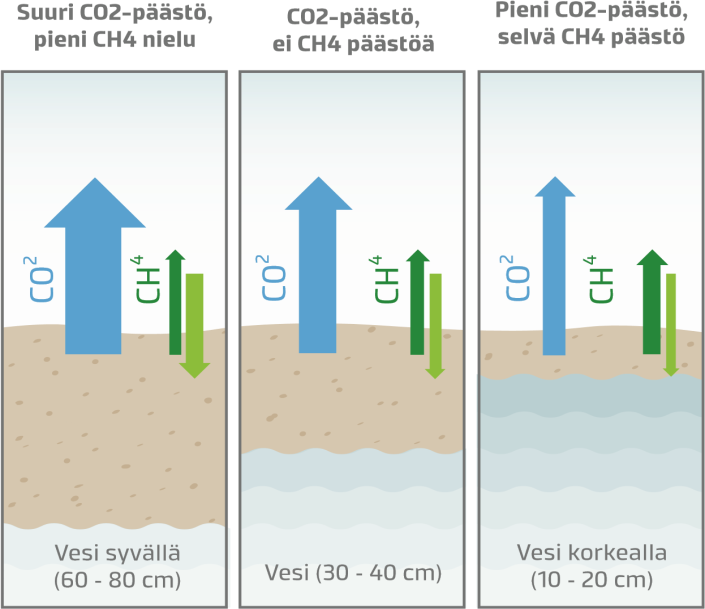 Suuri CO2-päästö,
pieni CH4 nielu
CO2-päästö,
ei CH4 päästöä
Pieni CO2-päästö,
selvä CH4 päästö
CO²
CH⁴
CO²
CH⁴
CO²
CH⁴
Vesi syvällä
(60 - 80 cm)
Vesi (30 - 40 cm)
Vesi korkealla
(10 - 20 cm)